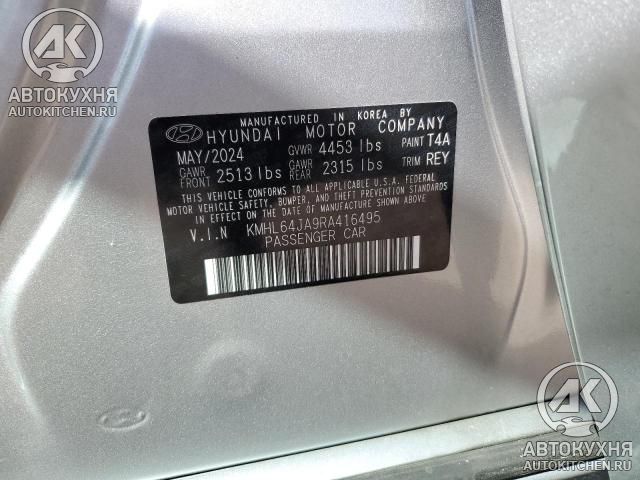 AK
АВТОКУХНЯ
AUTOKITCHEN.RU
MANUFACTURED IN KOREA BY
HYUNDAI MOTOR COMPANY
MAY/2024 GVWR 4453 lbs PAINT T4A
GAWR FRONT 2513 lbs GAWR REAR 2315 lbs TRIM REY
THIS VEHICLE CONFORMS TO ALL APPLICABLE U.S.A. FEDERAL
MOTOR VEHICLE SAFETY, BUMPER, AND THEFT PREVENTION STANDARDS
IN EFFECT ON THE DATE OF MANUFACTURE SHOWN ABOVE
V.I.N KMHL64JA9RA416495
PASSENGER CAR
AK
АВТОКУХНЯ
AUTOKITCHEN.RU